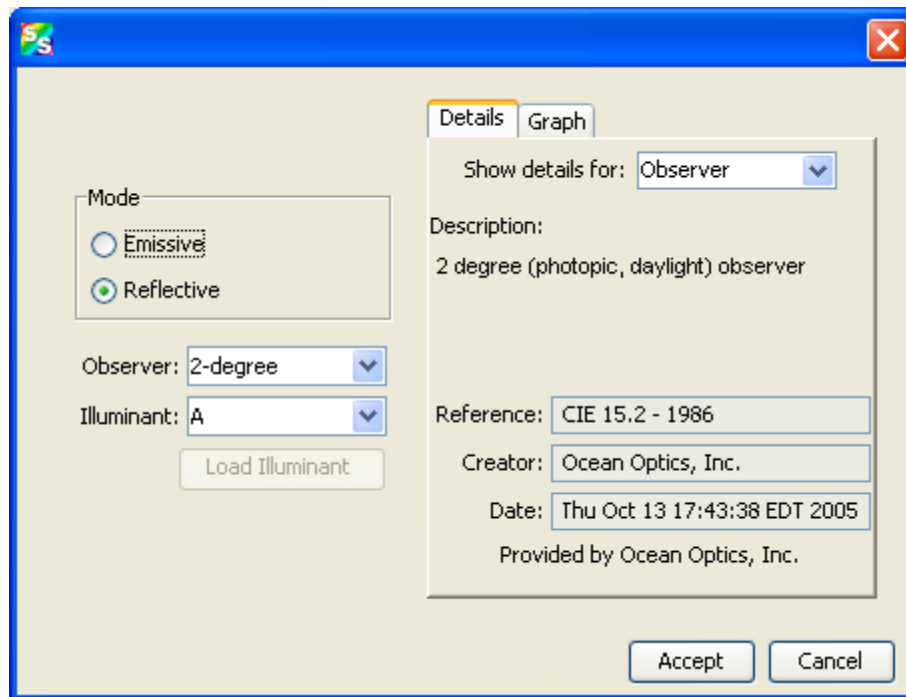 SS
Mode
Emissive
Reflective
Observer: 2-degree
Illuminant: A
Load Illuminant
Details Graph
Show details for: Observer
Description:
2 degree (photopic, daylight) observer
Reference: CIE 15.2 - 1986
Creator: Ocean Optics, Inc.
Date: Thu Oct 13 17:43:38 EDT 2005
Provided by Ocean Optics, Inc.
Accept Cancel